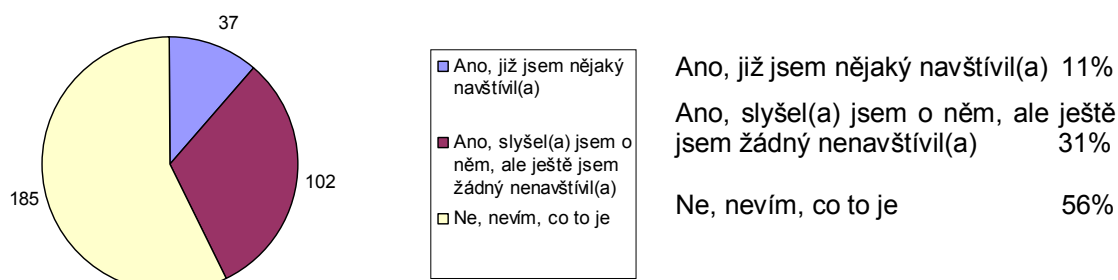 37
102
185
Ano, již jsem nějaký
navštívil(a)
Ano, slyšel(a) jsem o
něm, ale ještě jsem
žádný nenavštívil(a)
Ne, nevím, co to je
Ano, již jsem nějaký navštívil(a) 11%
Ano, slyšel(a) jsem o něm, ale ještě
jsem žádný nenavštívil(a) 31%
Ne, nevím, co to je 56%